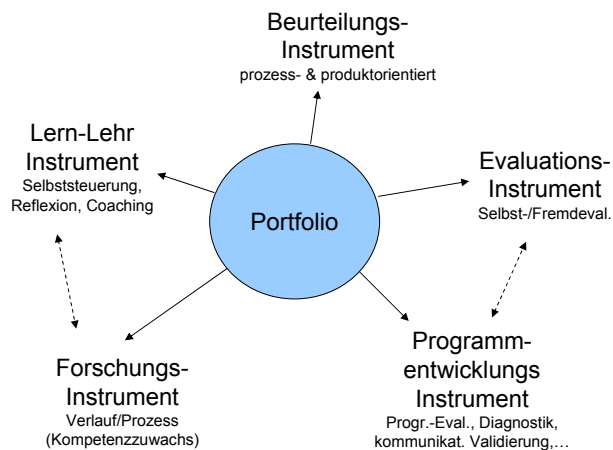 Beurteilungs-
Instrument
prozess- & produktorientiert
Lern-Lehr
Instrument
Selbststeuerung,
Reflexion, Coaching
Evaluations-
Instrument
Selbst-/Fremdeval.
Portfolio
Forschungs-
Instrument
Verlauf/Prozess
(Kompetenzzuwachs)
Programm-
entwicklungs
Instrument
Progr.-Eval., Diagnostik,
kommunikat. Validierung,…